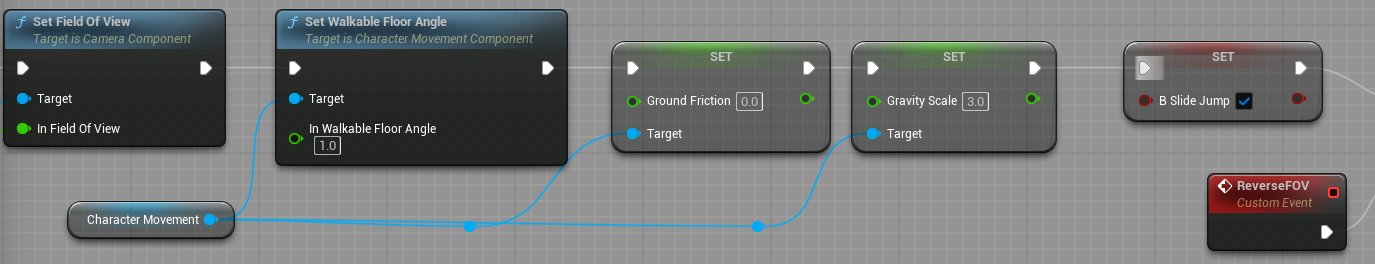 Set Field Of View
Target is Camera Component
Target
In Field Of View
Set Walkable Floor Angle
Target is Character Movement Component
Target
In Walkable Floor Angle
1.0
SET
Ground Friction 0.0
Target
SET
Gravity Scale 3.0
Target
SET
B Slide Jump
Character Movement
ReverseFOV
Custom Event